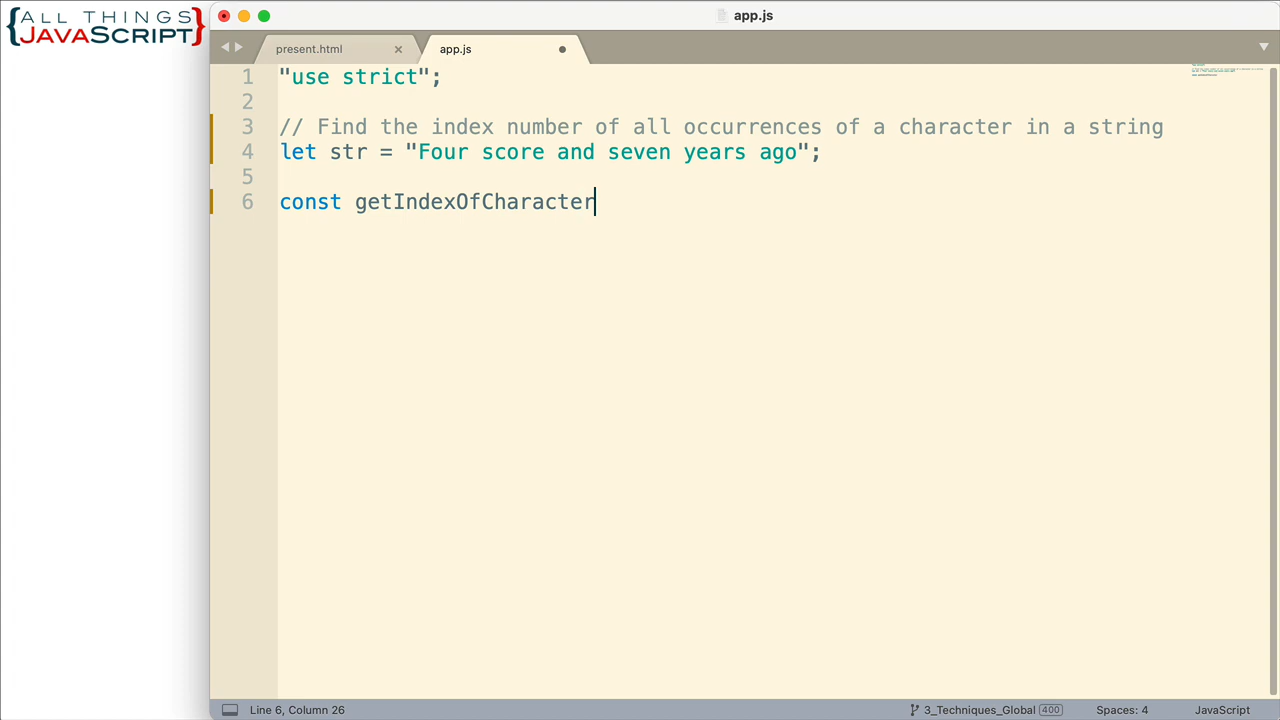 {ALL THINGS
JAVASCRIPT}
app.js
present.html
app.js
1 "use strict";
2
3 // Find the index number of all occurrences of a character in a string
4 let str = "Four score and seven years ago";
5
6 const getIndexOfCharacter
Line 6, Column 26
3_Techniques_Global 400
Spaces: 4
JavaScript